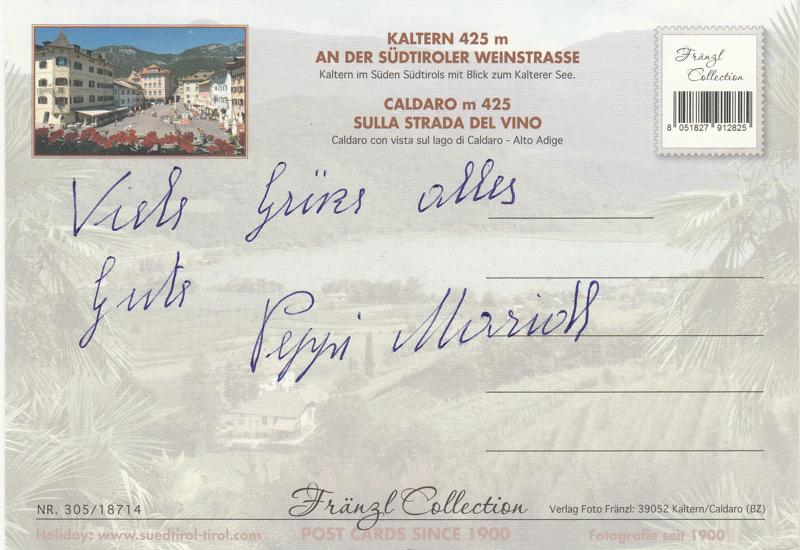 KALTERN 425 m
AN DER SÜDTIROLER WEINSTRASSE
Kaltern im Süden Südtirols mit Blick zum Kalterer See.
CALDARO m 425
SULLA STRADA DEL VINO
Caldaro con vista sul lago di Caldaro - Alto Adige
Fränzl
Collection
8 051827 912825
Viele Grüße alles
Gute
Peppi
NR. 305/18714
Fränzl Collection
Verlag Foto Fränzl: 39052 Kaltern/Caldaro (BZ)
Holiday: www.suedtirol-tirol.com
POST CARDS SINCE 1900
Fotografie seit 1900